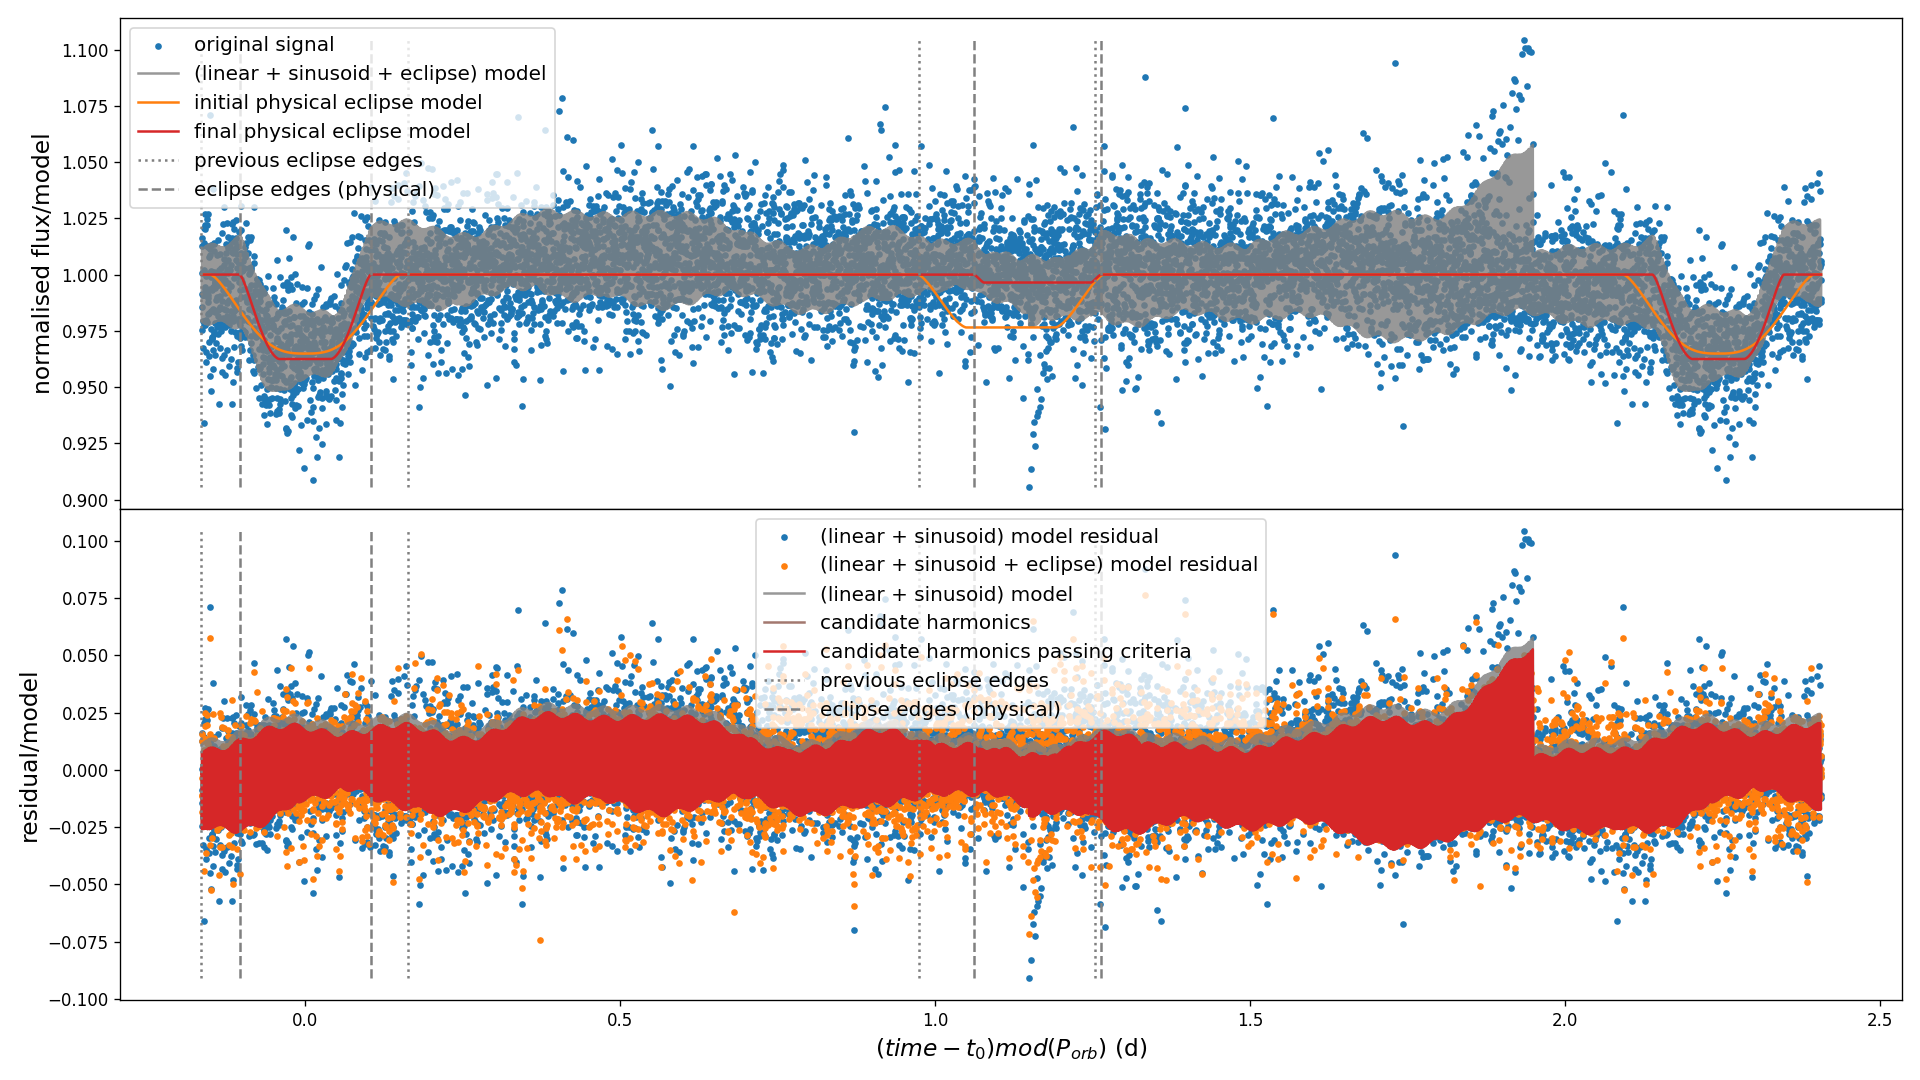 original signal
(linear + sinusoid + eclipse) model
initial physical eclipse model
final physical eclipse model
previous eclipse edges
eclipse edges (physical)
normalised flux/model
1.100
1.075
1.050
1.025
1.000
0.975
0.950
0.925
0.900
(linear + sinusoid) model residual
(linear + sinusoid + eclipse) model residual
(linear + sinusoid) model
candidate harmonics
candidate harmonics passing criteria
previous eclipse edges
eclipse edges (physical)
residual/model
0.100
0.075
0.050
0.025
0.000
−0.025
−0.050
−0.075
−0.100
0.0 0.5 1.0 1.5 2.0 2.5
(time − t₀)mod(P_orb) (d)